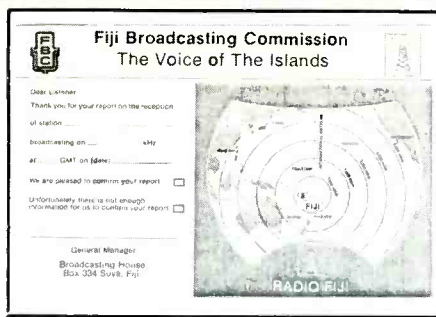 FBC
Fiji Broadcasting Commission
The Voice of The Islands
Dear Listener
Thank you for your report on the reception
of station
broadcasting on kHz
at GMT on (date)
We are pleased to confirm your report
Unfortunately there is not enough
information for us to confirm your report
General Manager
Broadcasting House
Box 334 Suva, Fiji
FIJI
RADIO FIJI